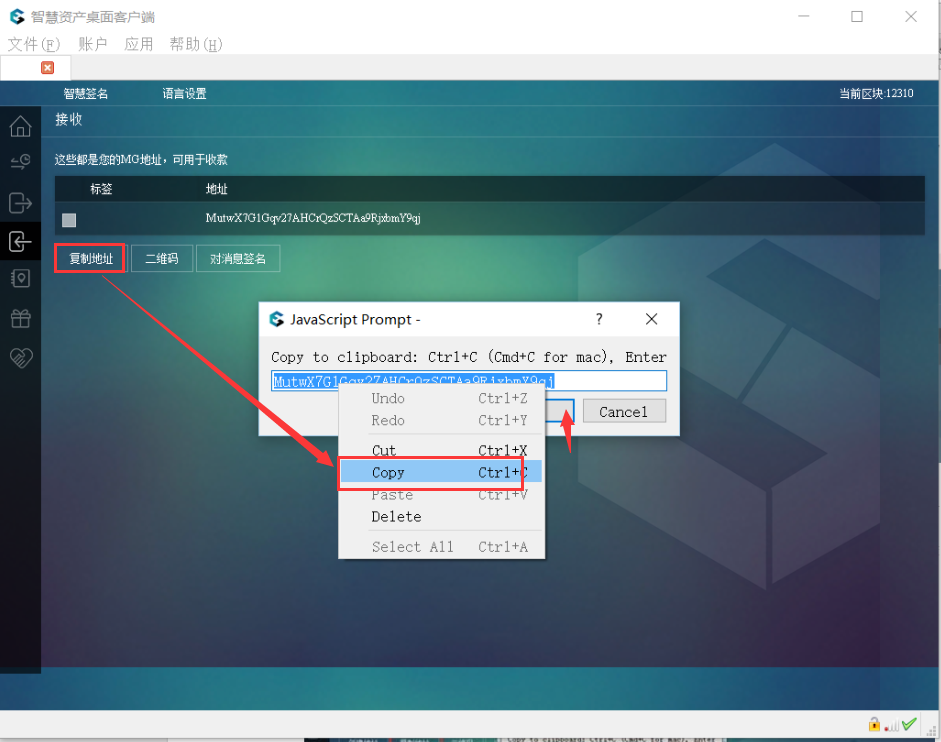 智慧资产桌面客户端
文件(F) 账户 应用 帮助(H)
智慧签名 语言设置 当前区块:12310
接收
这些都是您的MG地址，可用于收款
标签 地址
MutwX7G1Gqv27AHCrQzSCTAa9RjxbmY9qj
复制地址 二维码 对消息签名
JavaScript Prompt - ?
Copy to clipboard: Ctrl+C (Cmd+C for mac), Enter
MutwX7G1Gqv27AHCrQzSCTAa9RjxbmY9qj
Cancel
Undo Ctrl+Z
Redo Ctrl+Y
Cut Ctrl+X
Copy Ctrl+C
Paste Ctrl+V
Delete
Select All Ctrl+A